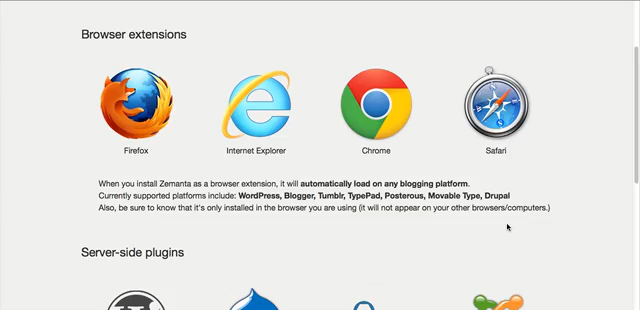 Browser extensions
Firefox
Internet Explorer
Chrome
Safari
When you install Zemanta as a browser extension, it will automatically load on any blogging platform.
Currently supported platforms include: WordPress, Blogger, Tumblr, TypePad, Posterous, Movable Type, Drupal
Also, be sure to know that it's only installed in the browser you are using (it will not appear on your other browsers/computers.)
Server-side plugins